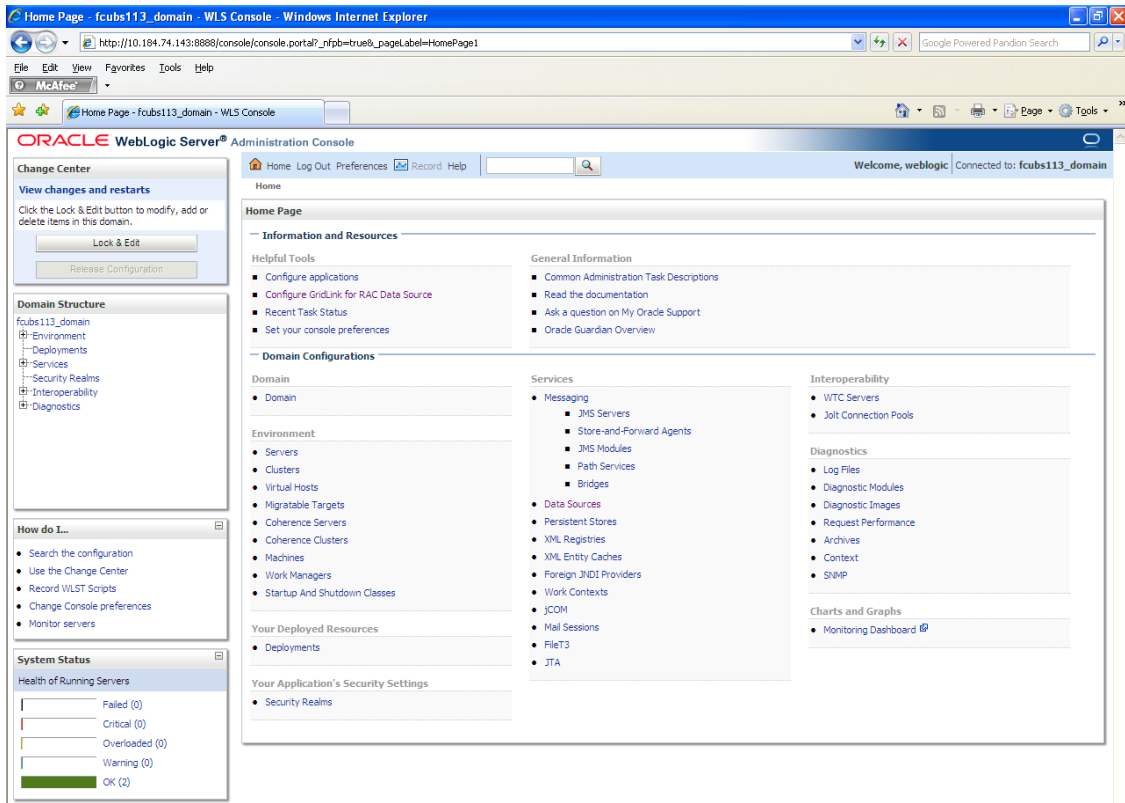 Home Page - fcubs113_domain - WLS Console - Windows Internet Explorer
http://10.184.74.143:8888/console/console.portal?_nfpb=true&_pageLabel=HomePage1
Google Powered Pandion Search
File Edit View Favorites Tools Help
McAfee
Home Page - fcubs113_domain - WLS Console
Page Tools »
ORACLE WebLogic Server® Administration Console
Change Center
View changes and restarts
Click the Lock & Edit button to modify, add or
delete items in this domain.
Lock & Edit
Release Configuration
Domain Structure
fcubs113_domain
Environment
Deployments
Services
Security Realms
Interoperability
Diagnostics
How do I...
Search the configuration
Use the Change Center
Record WLST Scripts
Change Console preferences
Monitor servers
System Status
Health of Running Servers
Failed (0)
Critical (0)
Overloaded (0)
Warning (0)
OK (2)
Home Log Out Preferences Record Help
Welcome, weblogic Connected to: fcubs113_domain
Home
Home Page
Information and Resources
Helpful Tools
Configure applications
Configure GridLink for RAC Data Source
Recent Task Status
Set your console preferences
General Information
Common Administration Task Descriptions
Read the documentation
Ask a question on My Oracle Support
Oracle Guardian Overview
Domain Configurations
Domain
Domain
Environment
Servers
Clusters
Virtual Hosts
Migratable Targets
Coherence Servers
Coherence Clusters
Machines
Work Managers
Startup And Shutdown Classes
Your Deployed Resources
Deployments
Your Application's Security Settings
Security Realms
Services
Messaging
JMS Servers
Store-and-Forward Agents
JMS Modules
Path Services
Bridges
Data Sources
Persistent Stores
XML Registries
XML Entity Caches
Foreign JNDI Providers
Work Contexts
jCOM
Mail Sessions
FileT3
JTA
Interoperability
WTC Servers
Jolt Connection Pools
Diagnostics
Log Files
Diagnostic Modules
Diagnostic Images
Request Performance
Archives
Context
SNMP
Charts and Graphs
Monitoring Dashboard